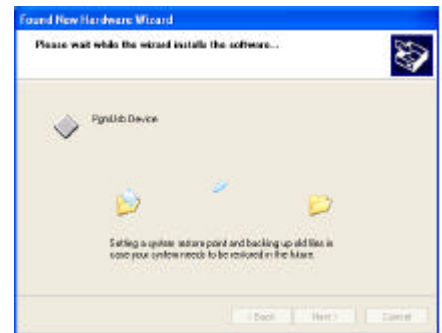 Found New Hardware Wizard
Please wait while the wizard installs the software...
PgmUsb Device
Setting a system restore point and backing up old files in
case your system needs to be restored in the future.
Back Next > Cancel